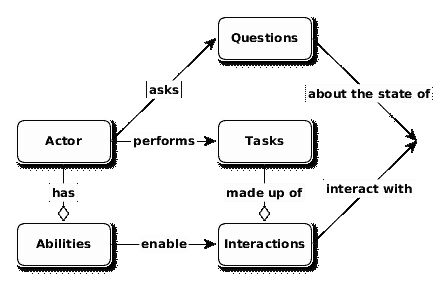 Questions
asks
about the state of
Actor
performs
Tasks
has
made up of
interact with
Abilities
enable
Interactions